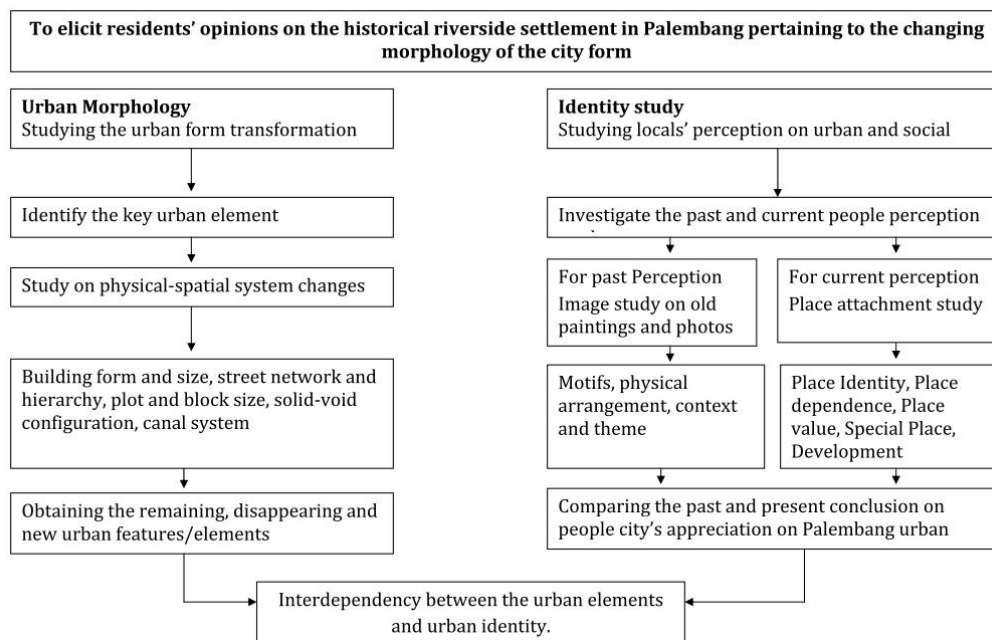 To elicit residents' opinions on the historical riverside settlement in Palembang pertaining to the changing
morphology of the city form
Urban Morphology
Studying the urban form transformation
Identify the key urban element
Study on physical-spatial system changes
Building form and size, street network and
hierarchy, plot and block size, solid-void
configuration, canal system
Obtaining the remaining, disappearing and
new urban features/elements
Identity study
Studying locals' perception on urban and social
Investigate the past and current people perception
For past Perception
Image study on old
paintings and photos
For current perception
Place attachment study
Motifs, physical
arrangement, context
and theme
Place Identity, Place
dependence, Place
value, Special Place,
Development
Comparing the past and present conclusion on
people city's appreciation on Palembang urban
Interdependency between the urban elements
and urban identity.